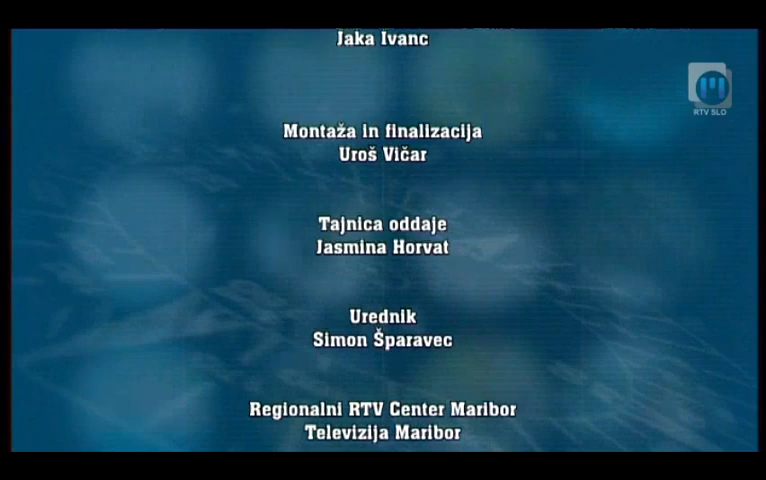 Jaka Ivanc
RTV SLO
Montaža in finalizacija
Uroš Vičar
Tajnica oddaje
Jasmina Horvat
Urednik
Simon Šparavec
Regionalni RTV Center Maribor
Televizija Maribor